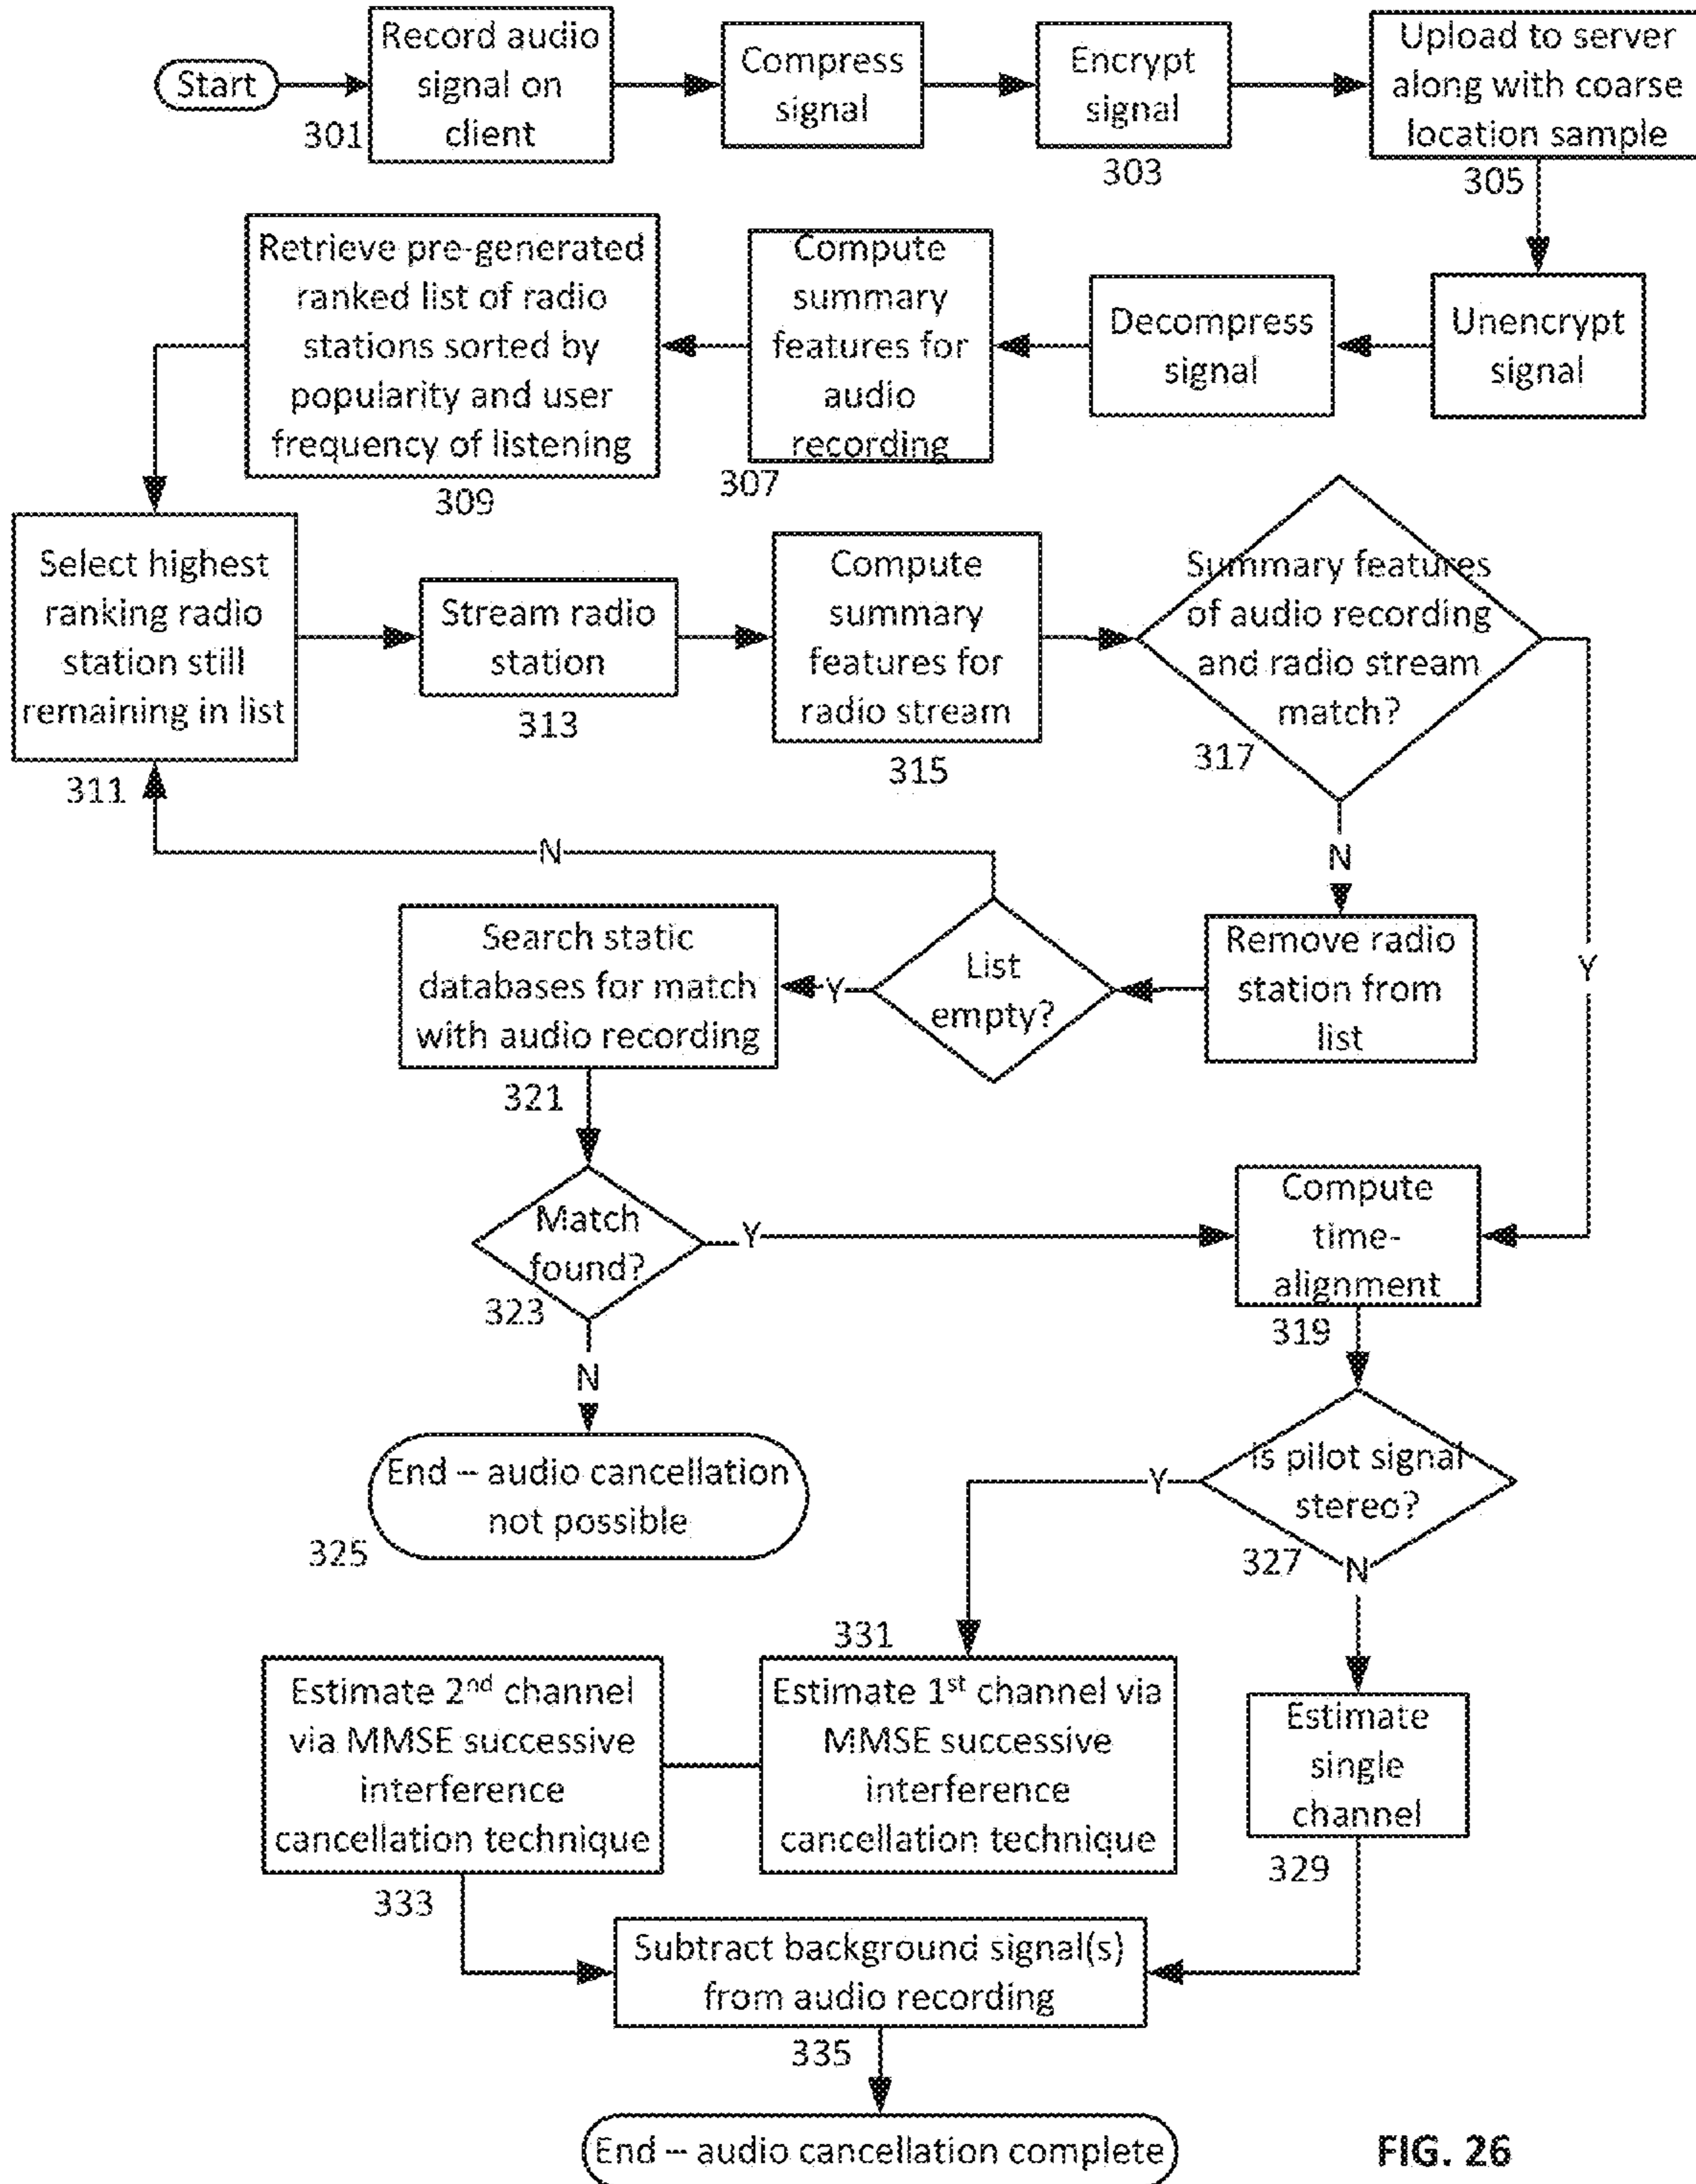 Start
Record audio
signal on
client
301
Compress
signal
Encrypt
signal
303
Upload to server
along with coarse
location sample
305
Unencrypt
signal
Decompress
signal
Compute
summary
features for
audio
recording
307
Retrieve pre-generated
ranked list of radio
stations sorted by
popularity and user
frequency of listening
309
Select highest
ranking radio
station still
remaining in list
311
Stream radio
station
313
Compute
summary
features for
radio stream
315
Summary features
of audio recording
and radio stream
match?
317
N
Y
Remove radio
station from
list
List
empty?
N
Y
Search static
databases for match
with audio recording
321
Match
found?
323
Y
N
End – audio cancellation
not possible
325
Compute
time-
alignment
319
is pilot signal
stereo?
327
Y
N
331
Estimate 1st channel via
MMSE successive
interference
cancellation technique
Estimate 2nd channel
via MMSE successive
interference
cancellation technique
333
Estimate
single
channel
329
Subtract background signal(s)
from audio recording
335
End – audio cancellation complete
FIG. 26